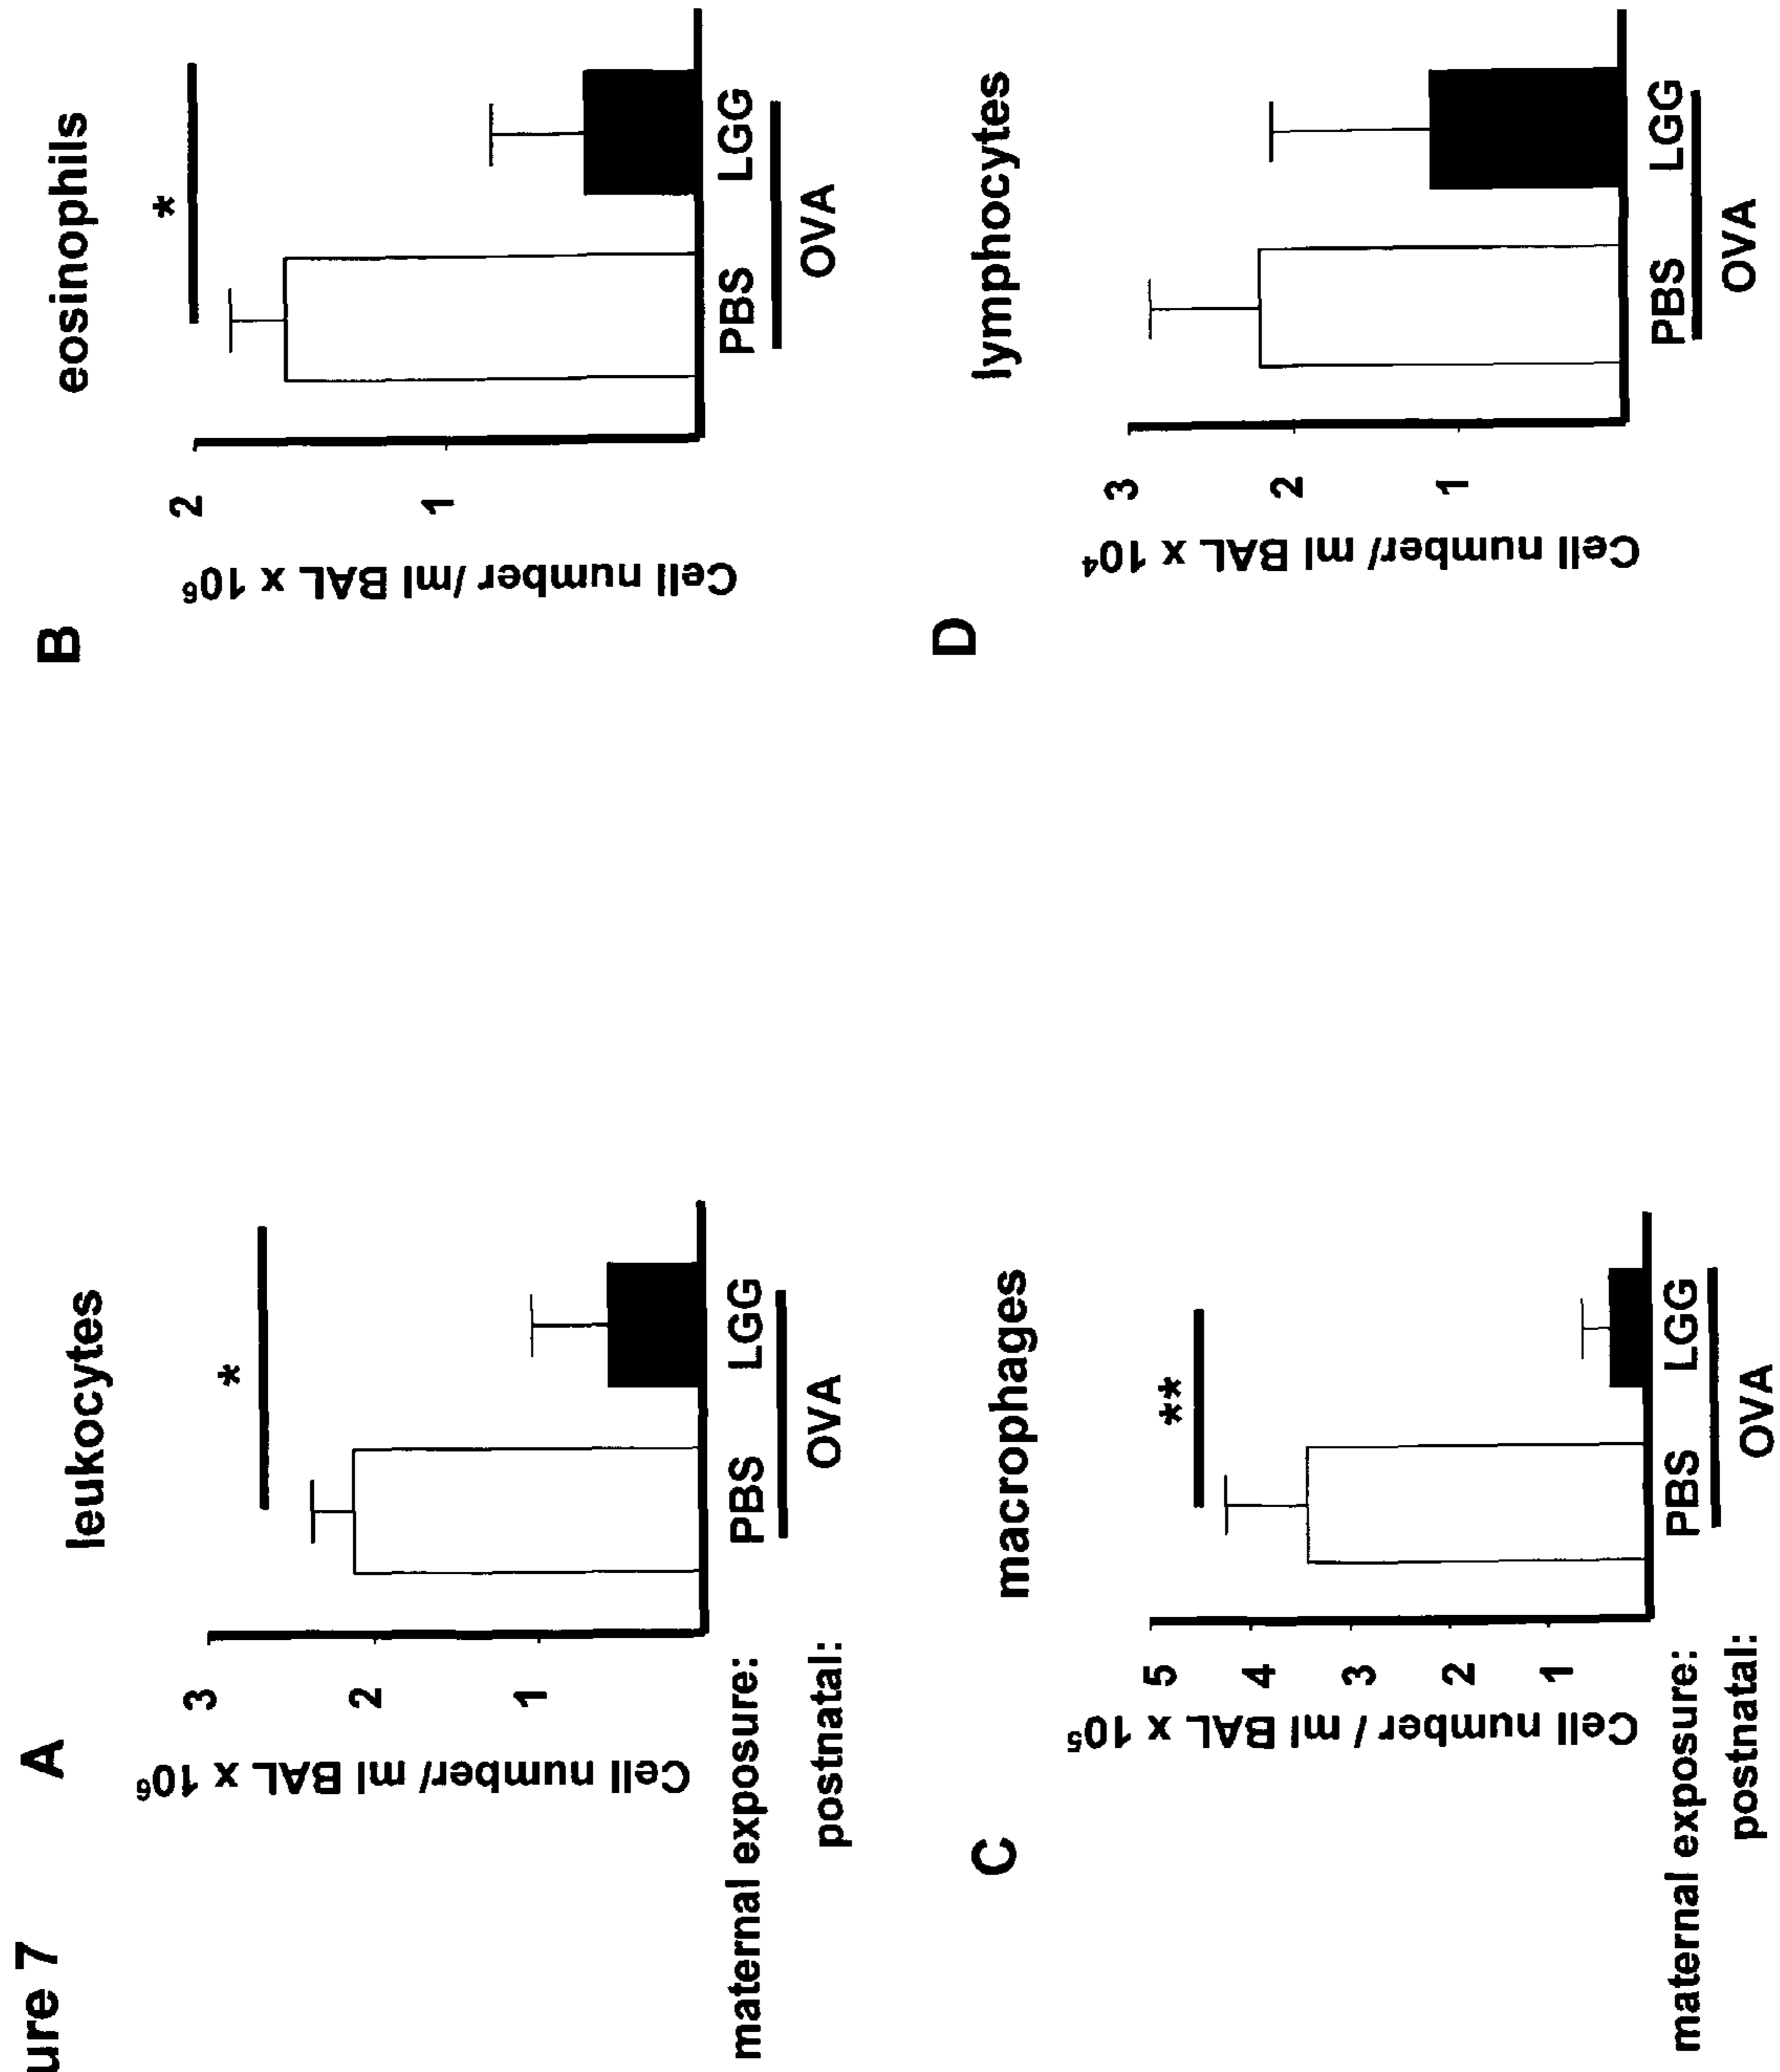 ure 7
A
leukocytes
Cell number/ ml BAL x 10⁶
3
2
1
*
maternal exposure: PBS LGG
postnatal: OVA
B
eosinophils
Cell number /ml/ BAL x 10⁶
2
1
*
PBS LGG
OVA
C
macrophages
Cell number / ml BAL x 10⁵
5
4
3
2
1
**
maternal exposure: PBS LGG
postnatal: OVA
D
lymphocytes
Cell number/ ml BAL x 10⁴
3
2
1
PBS LGG
OVA